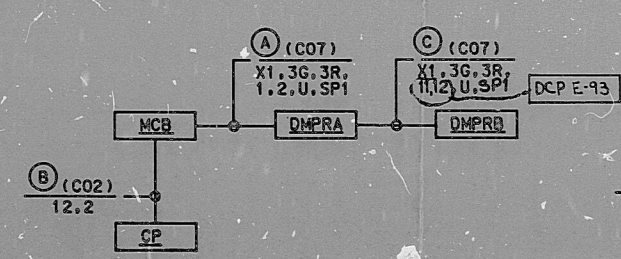 A (C07)
X1,3G,3R,
1,2,U,SP1
C (C07)
X1,3G,3R,
11,12,U,SP1
DCP E-93
MCB
DMPRA
DMPRB
B (C02)
12,2
CP